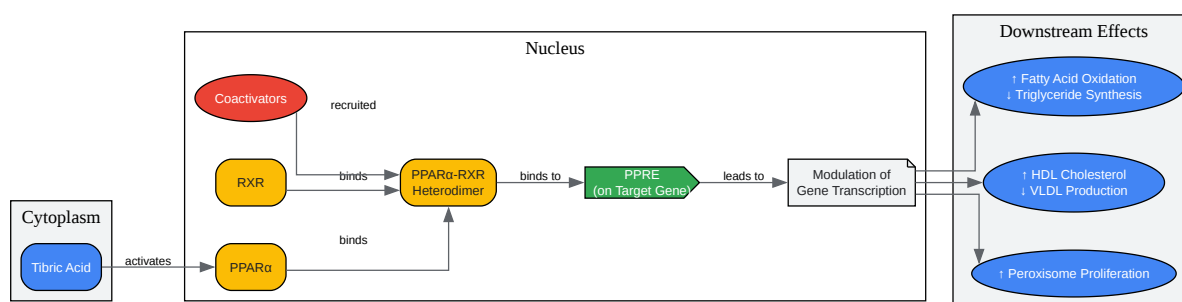 Nucleus
Downstream Effects
Coactivators
recruited
↑ Fatty Acid Oxidation
↓ Triglyceride Synthesis
RXR
binds
PPARα-RXR
Heterodimer
binds to
PPRE
(on Target Gene)
leads to
Modulation of
Gene Transcription
↑ HDL Cholesterol
↓ VLDL Production
Cytoplasm
Tibric Acid
activates
PPARα
binds
↑ Peroxisome Proliferation